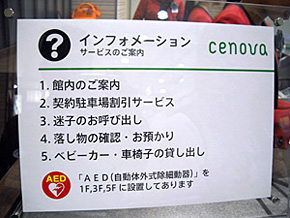 ?
インフォメーション
サービスのご案内
cenova
1. 館内のご案内
2. 契約駐車場割引サービス
3. 迷子のお呼び出し
4. 落し物の確認・お預かり
5. ベビーカー・車椅子の貸し出し
AED
「AED(自動体外式除細動器)」を
1F,3F,5Fに設置してあります